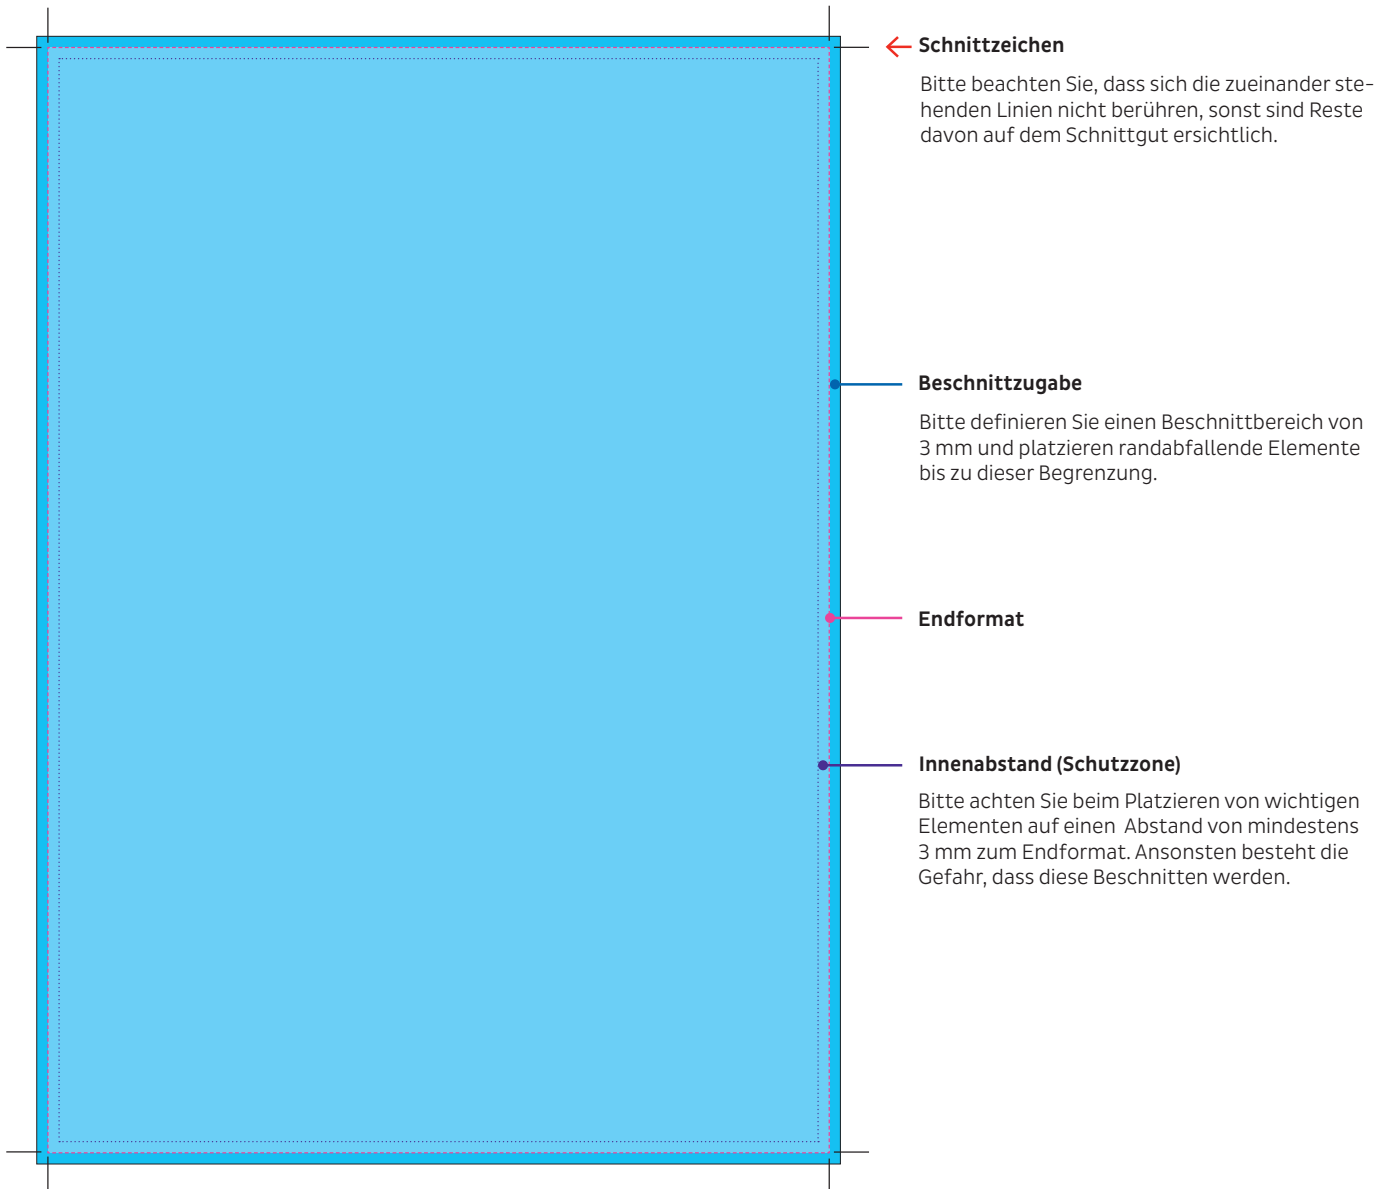 Schnittzeichen
Bitte beachten Sie, dass sich die zueinander ste-
henden Linien nicht berühren, sonst sind Reste
davon auf dem Schnittgut ersichtlich.
Beschnittzugabe
Bitte definieren Sie einen Beschnittbereich von
3 mm und platzieren randabfallende Elemente
bis zu dieser Begrenzung.
Endformat
Innenabstand (Schutzzone)
Bitte achten Sie beim Platzieren von wichtigen
Elementen auf einen Abstand von mindestens
3 mm zum Endformat. Ansonsten besteht die
Gefahr, dass diese Beschnitten werden.